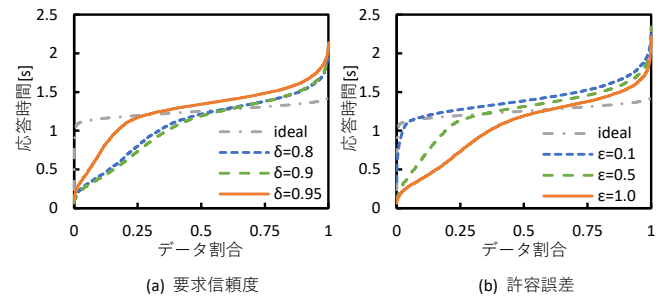 2.5
2
1.5
1
0.5
0
応答時間[s]
ideal
δ=0.8
δ=0.9
δ=0.95
0 0.25 0.5 0.75 1
データ割合
(a) 要求信頼度
2.5
2
1.5
1
0.5
0
応答時間[s]
ideal
ε=0.1
ε=0.5
ε=1.0
0 0.25 0.5 0.75 1
データ割合
(b) 許容誤差